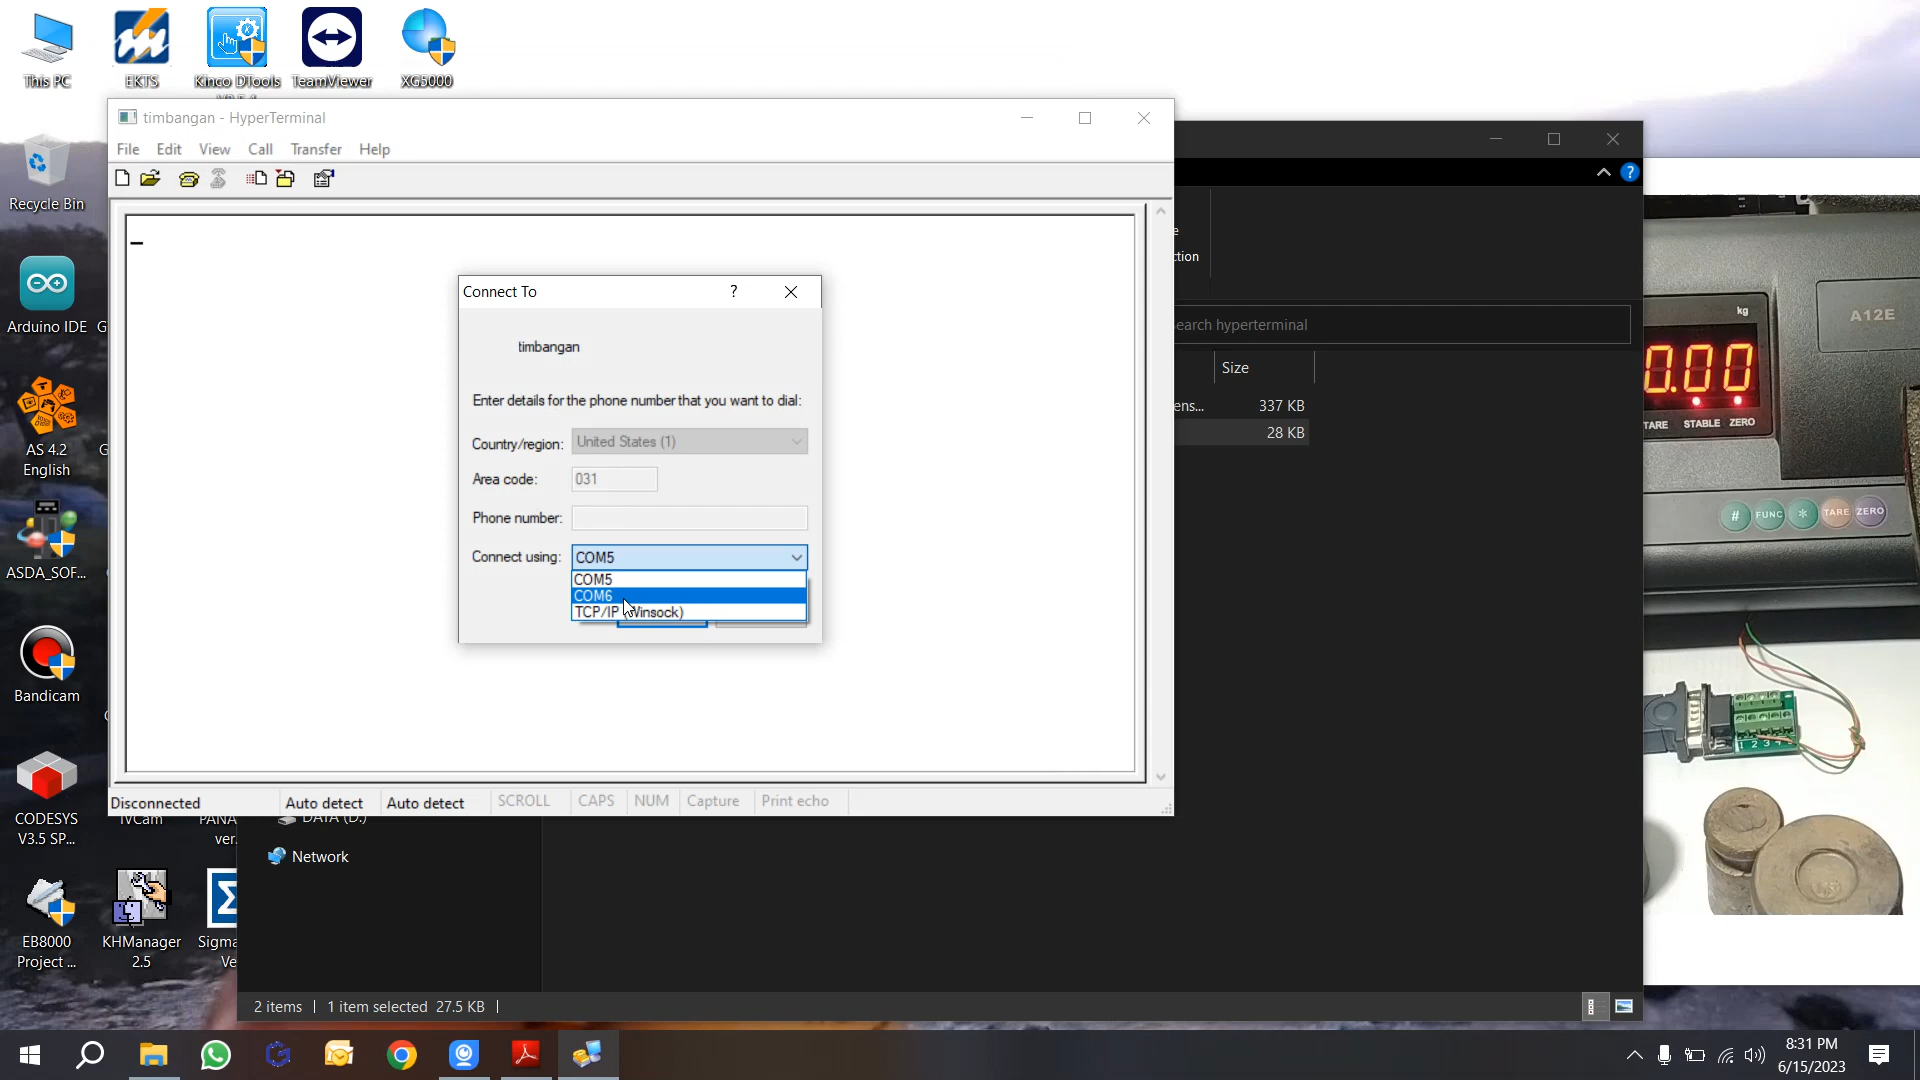 This PC
EKTS
Kinco DTools
TeamViewer
XG5000
timbangan - HyperTerminal
File Edit View Call Transfer Help
Recycle Bin
Arduino IDE
AS 4.2
English
ASDA_SOF...
Bandicam
CODESYS
V3.5 SP...
EB8000
Project ...
IVCam
KHManager
2.5
Connect To
?
timbangan
Enter details for the phone number that you want to dial:
Country/region: United States (1)
Area code: 031
Phone number:
Connect using: COM5
COM5
COM6
TCP/IP (Winsock)
Disconnected
Auto detect
Auto detect
SCROLL
CAPS
NUM
Capture
Print echo
Size
337 KB
28 KB
DATA (D:)
Network
2 items
1 item selected 27.5 KB
kg
A12E
0.00
TARE STABLE ZERO
# FUNC * TARE ZERO
1 2 3
8:31 PM
6/15/2023